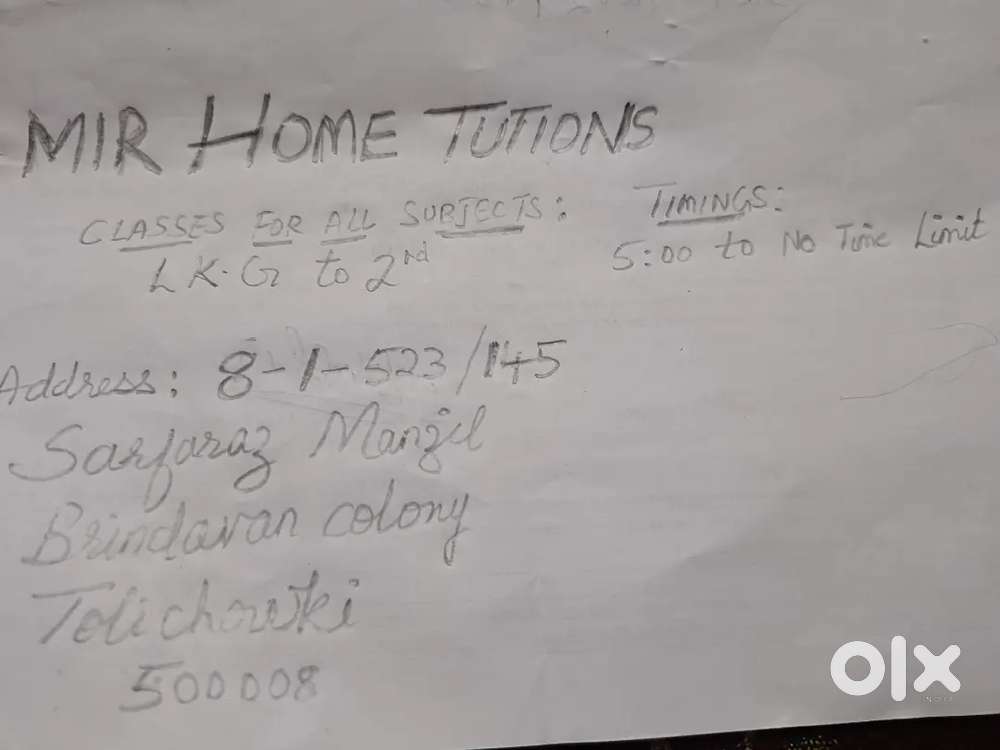 MIR HOME TUTIONS
CLASSES FOR ALL SUBJECTS:
LK.G to 2nd
TIMINGS:
5:00 to No Time Limit
Address: 8-1-523/145
Sarfaraz Manzil
Brindavan colony
Tolichowki
500008
olx